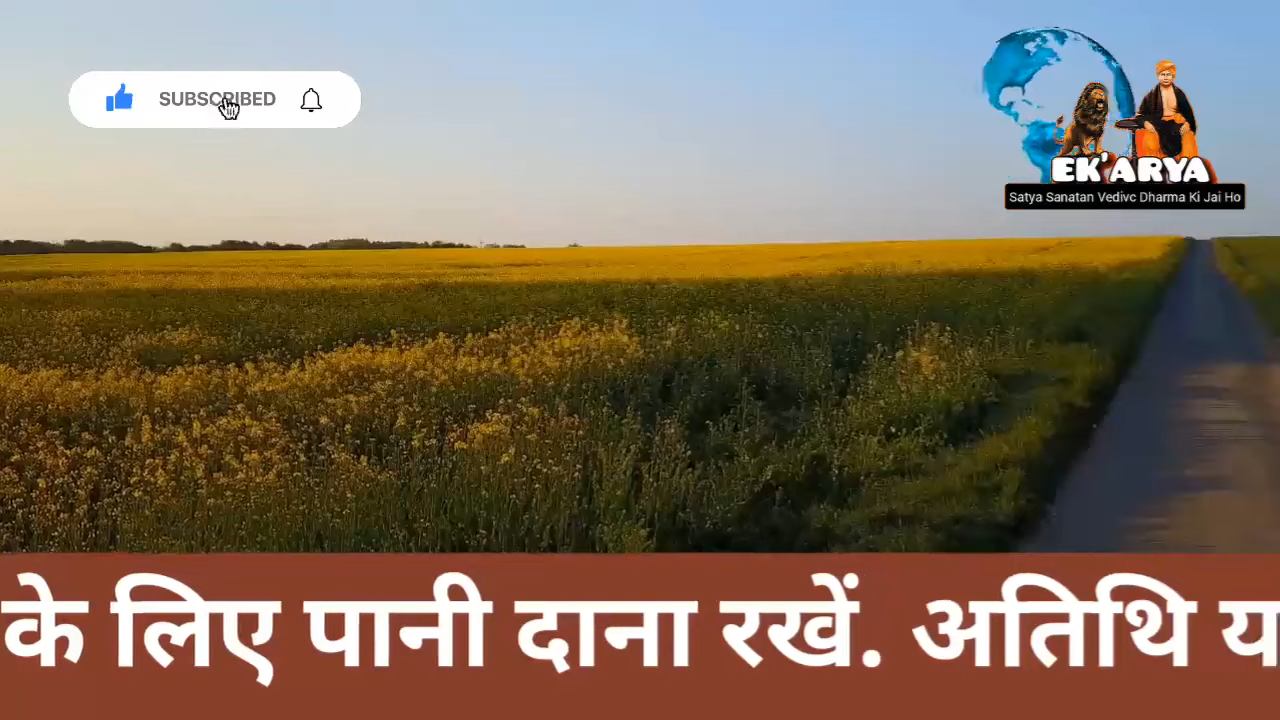 SUBSCRIBED
EK'ARYA
Satya Sanatan Vedivc Dharma Ki Jai Ho
के लिए पानी दाना रखें. अतिथि य